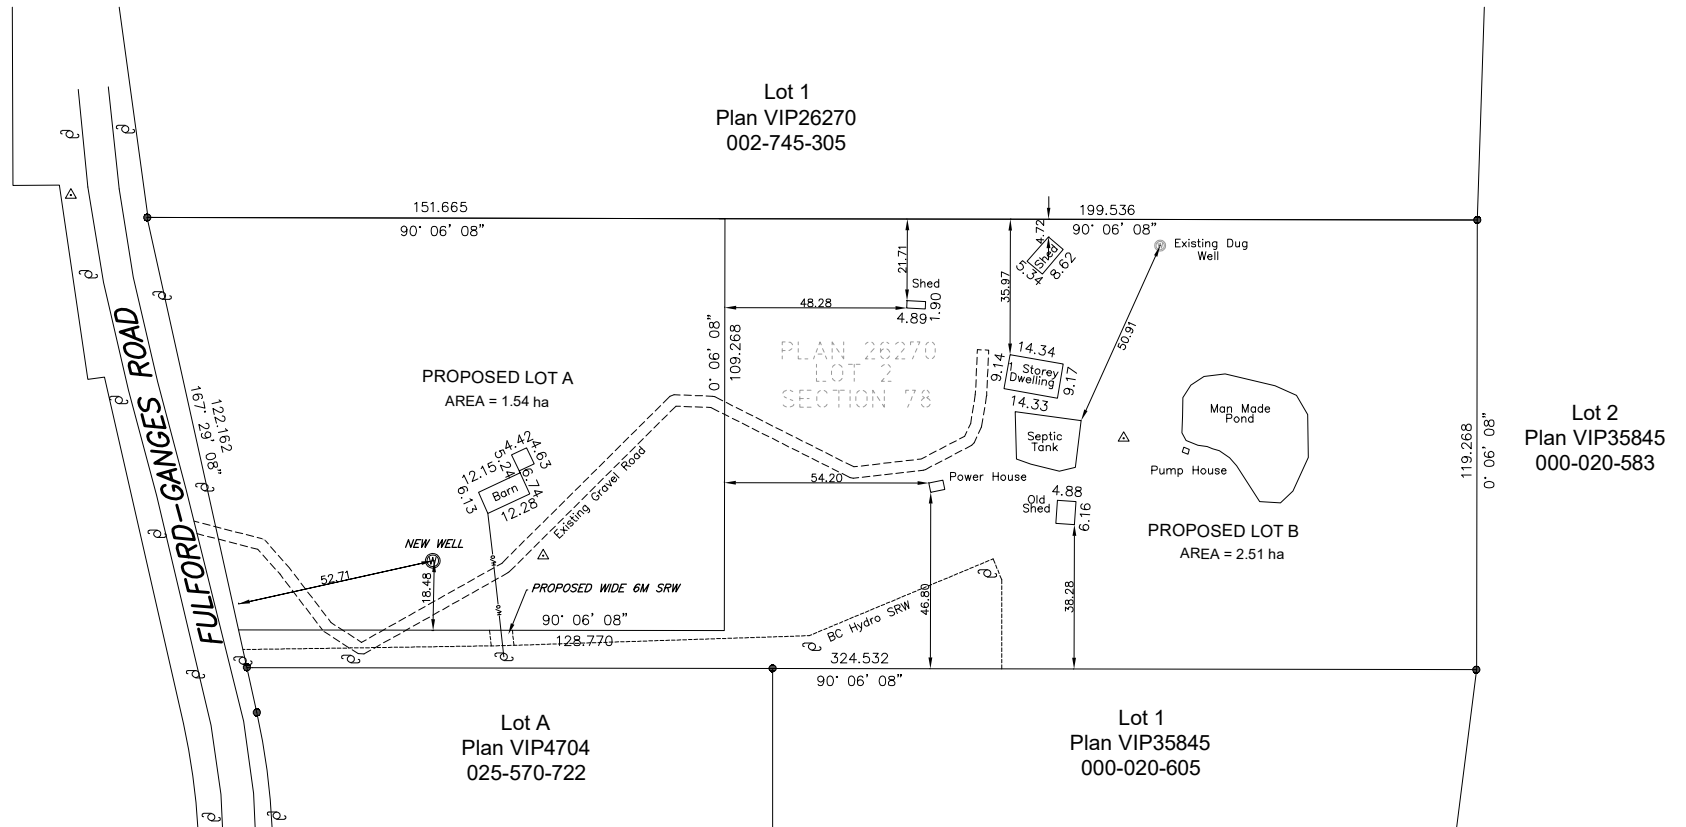 Lot 1
Plan VIP26270
002-745-305
151.665
90° 06' 08"
199.536
90° 06' 08"
4.72
Shed
5.34
8.62
Existing Dug
Well
21.71
35.97
Shed
48.28
4.89
1.90
50.91
0° 06' 08"
109.268
PLAN 26270
LOT 2
SECTION 78
14.34
9.14
1 Storey
Dwelling
9.17
14.33
Septic
Tank
Man Made
Pond
Pump House
PROPOSED LOT A
AREA = 1.54 ha
FULFORD-GANGES ROAD
122.162
167° 29' 08"
4.42
4.63
5.24
12.15
6.74
6.13
Barn
12.28
Existing Gravel Road
54.20
Power House
4.88
Old
Shed
6.16
PROPOSED LOT B
AREA = 2.51 ha
119.268
0° 06' 08"
Lot 2
Plan VIP35845
000-020-583
NEW WELL
W
52.71
18.48
PROPOSED WIDE 6M SRW
90° 06' 08"
128.770
BC Hydro SRW
46.80
38.28
324.532
90° 06' 08"
Lot A
Plan VIP4704
025-570-722
Lot 1
Plan VIP35845
000-020-605